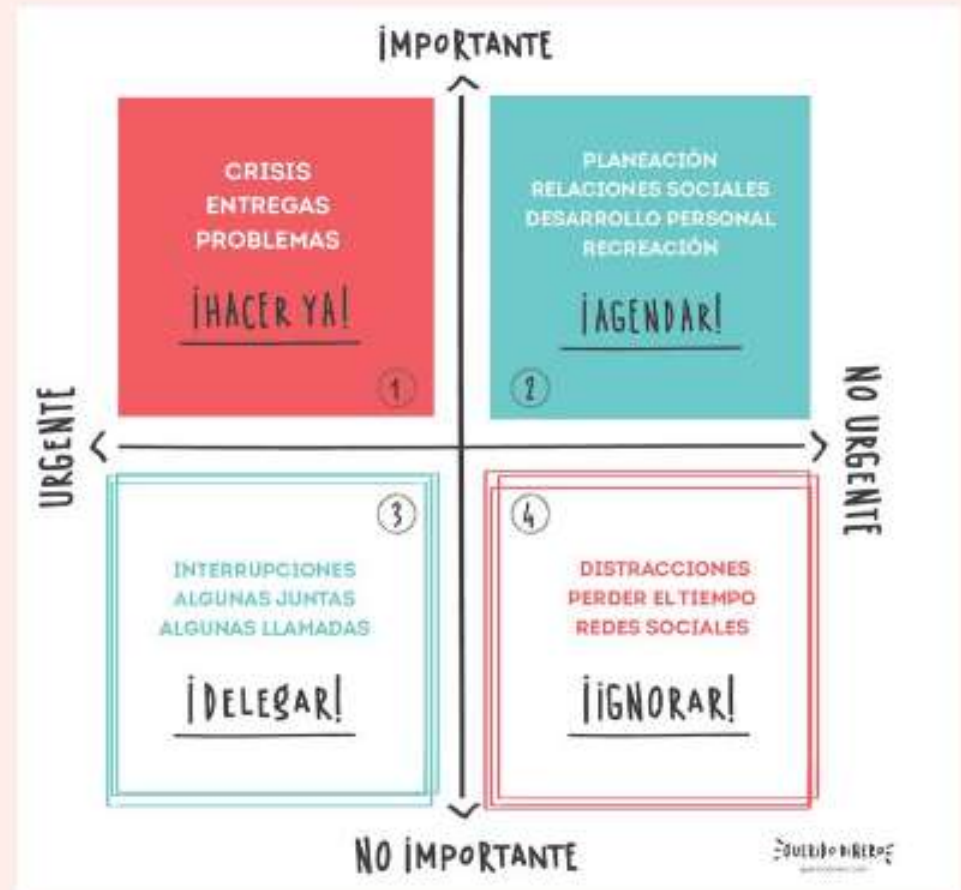 IMPORTANTE
CRISIS
ENTREGAS
PROBLEMAS
¡HACER YA!
1
PLANEACIÓN
RELACIONES SOCIALES
DESARROLLO PERSONAL
RECREACIÓN
¡AGENDAR!
2
URGENTE
NO URGENTE
3
INTERRUPCIONES
ALGUNAS JUNTAS
ALGUNAS LLAMADAS
¡DELEGAR!
4
DISTRACCIONES
PERDER EL TIEMPO
REDES SOCIALES
¡IGNORAR!
NO IMPORTANTE
QUERIDO DINERO